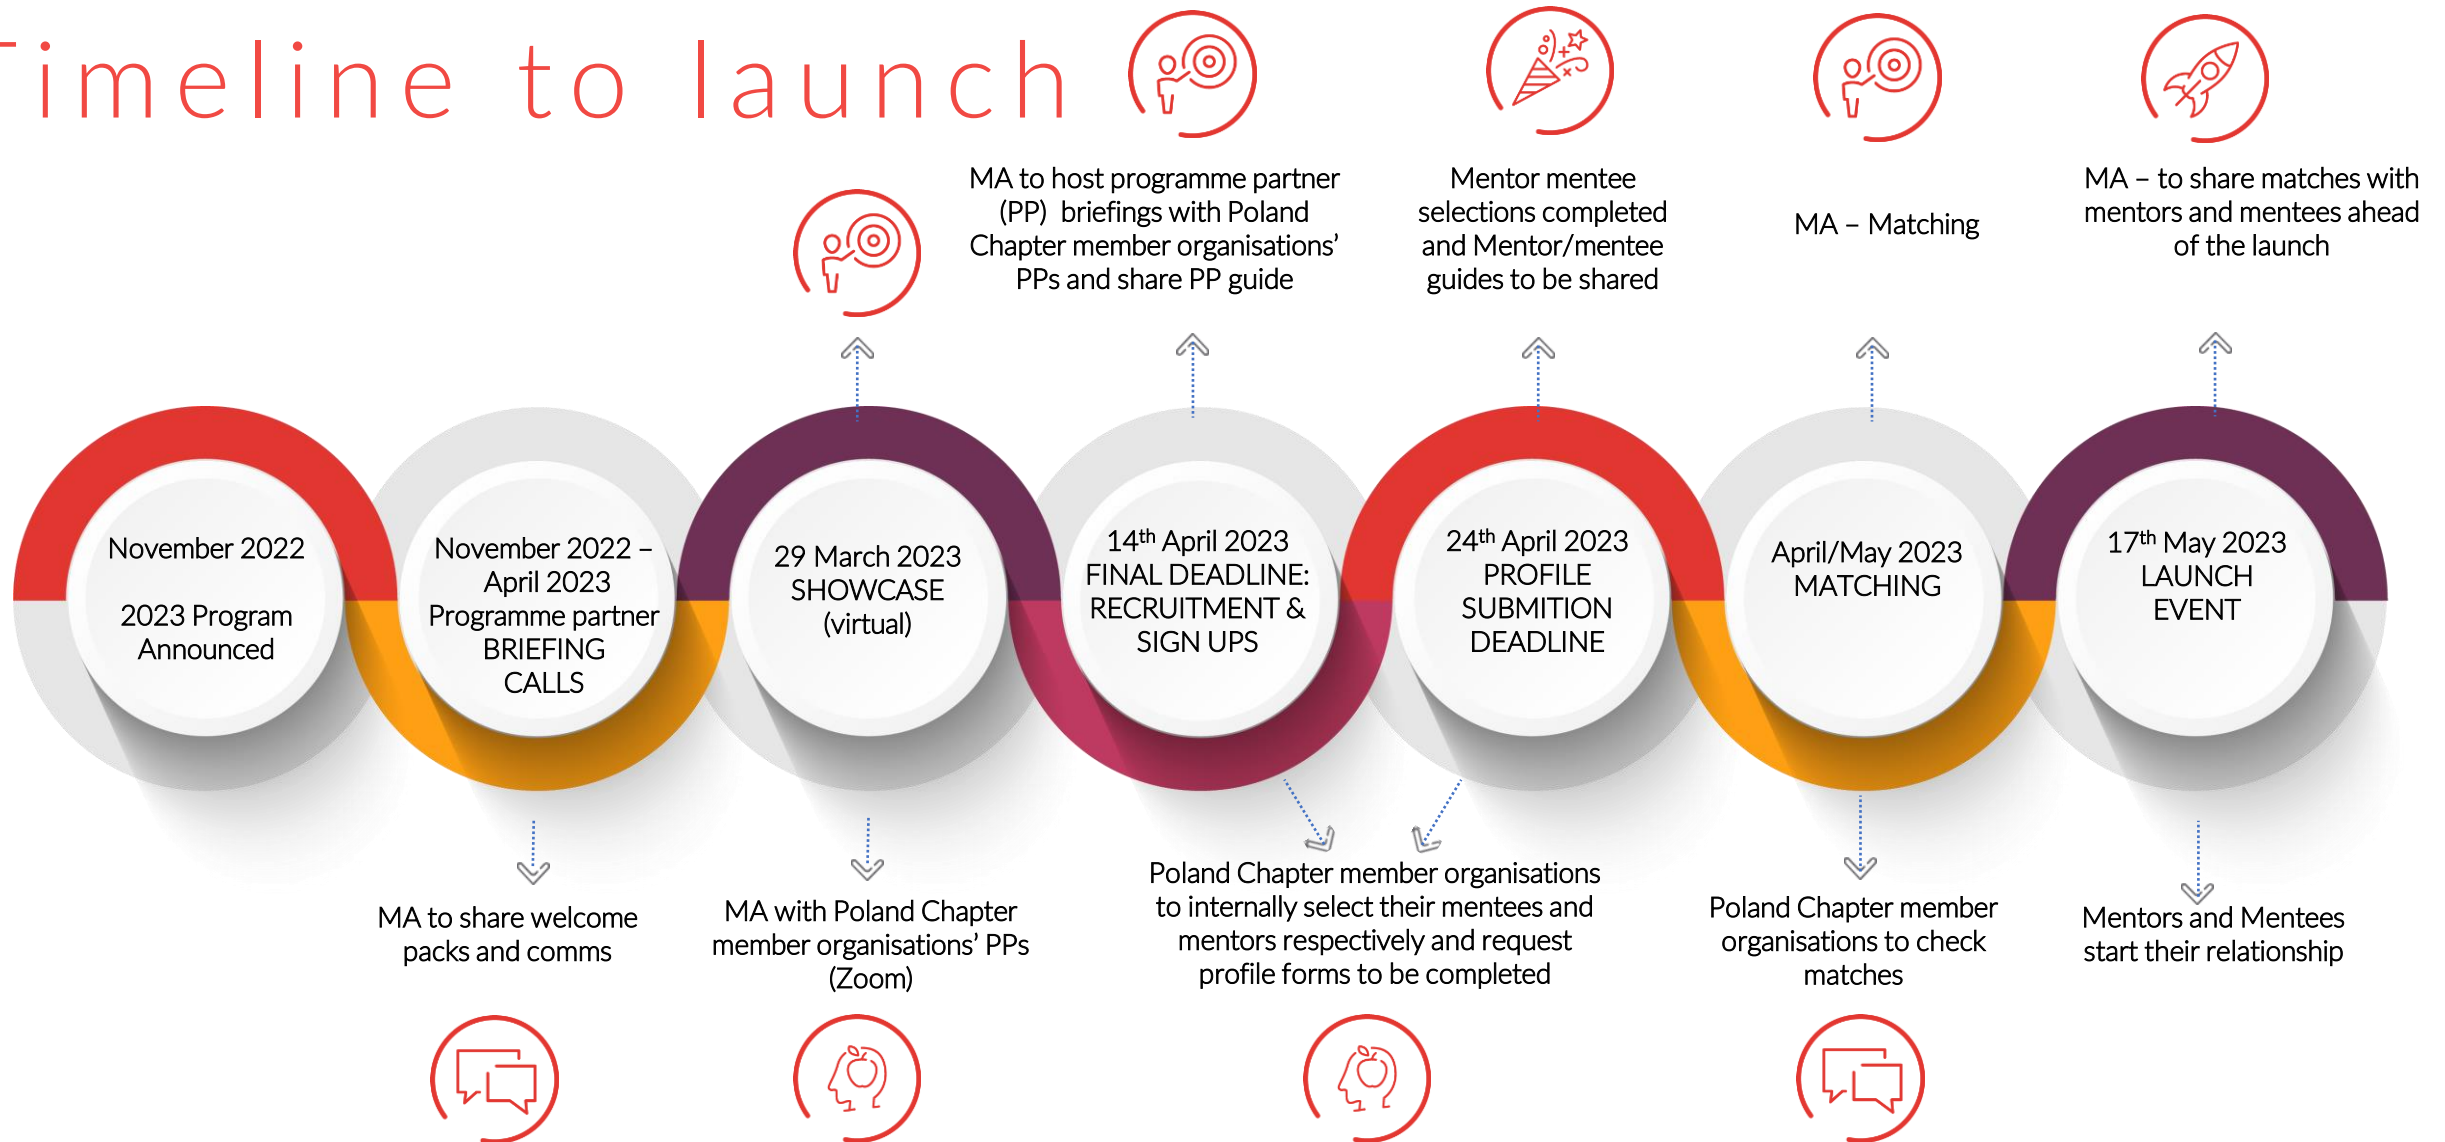 Timeline to launch
MA to host programme partner
(PP) briefings with Poland
Chapter member organisations'
PPs and share PP guide
Mentor mentee
selections completed
and Mentor/mentee
guides to be shared
MA – Matching
MA – to share matches with
mentors and mentees ahead
of the launch
November 2022
2023 Program
Announced
November 2022 –
April 2023
Programme partner
BRIEFING
CALLS
29 March 2023
SHOWCASE
(virtual)
14th April 2023
FINAL DEADLINE:
RECRUITMENT &
SIGN UPS
24th April 2023
PROFILE
SUBMITION
DEADLINE
April/May 2023
MATCHING
17th May 2023
LAUNCH
EVENT
MA to share welcome
packs and comms
MA with Poland Chapter
member organisations' PPs
(Zoom)
Poland Chapter member organisations
to internally select their mentees and
mentors respectively and request
profile forms to be completed
Poland Chapter member
organisations to check
matches
Mentors and Mentees
start their relationship